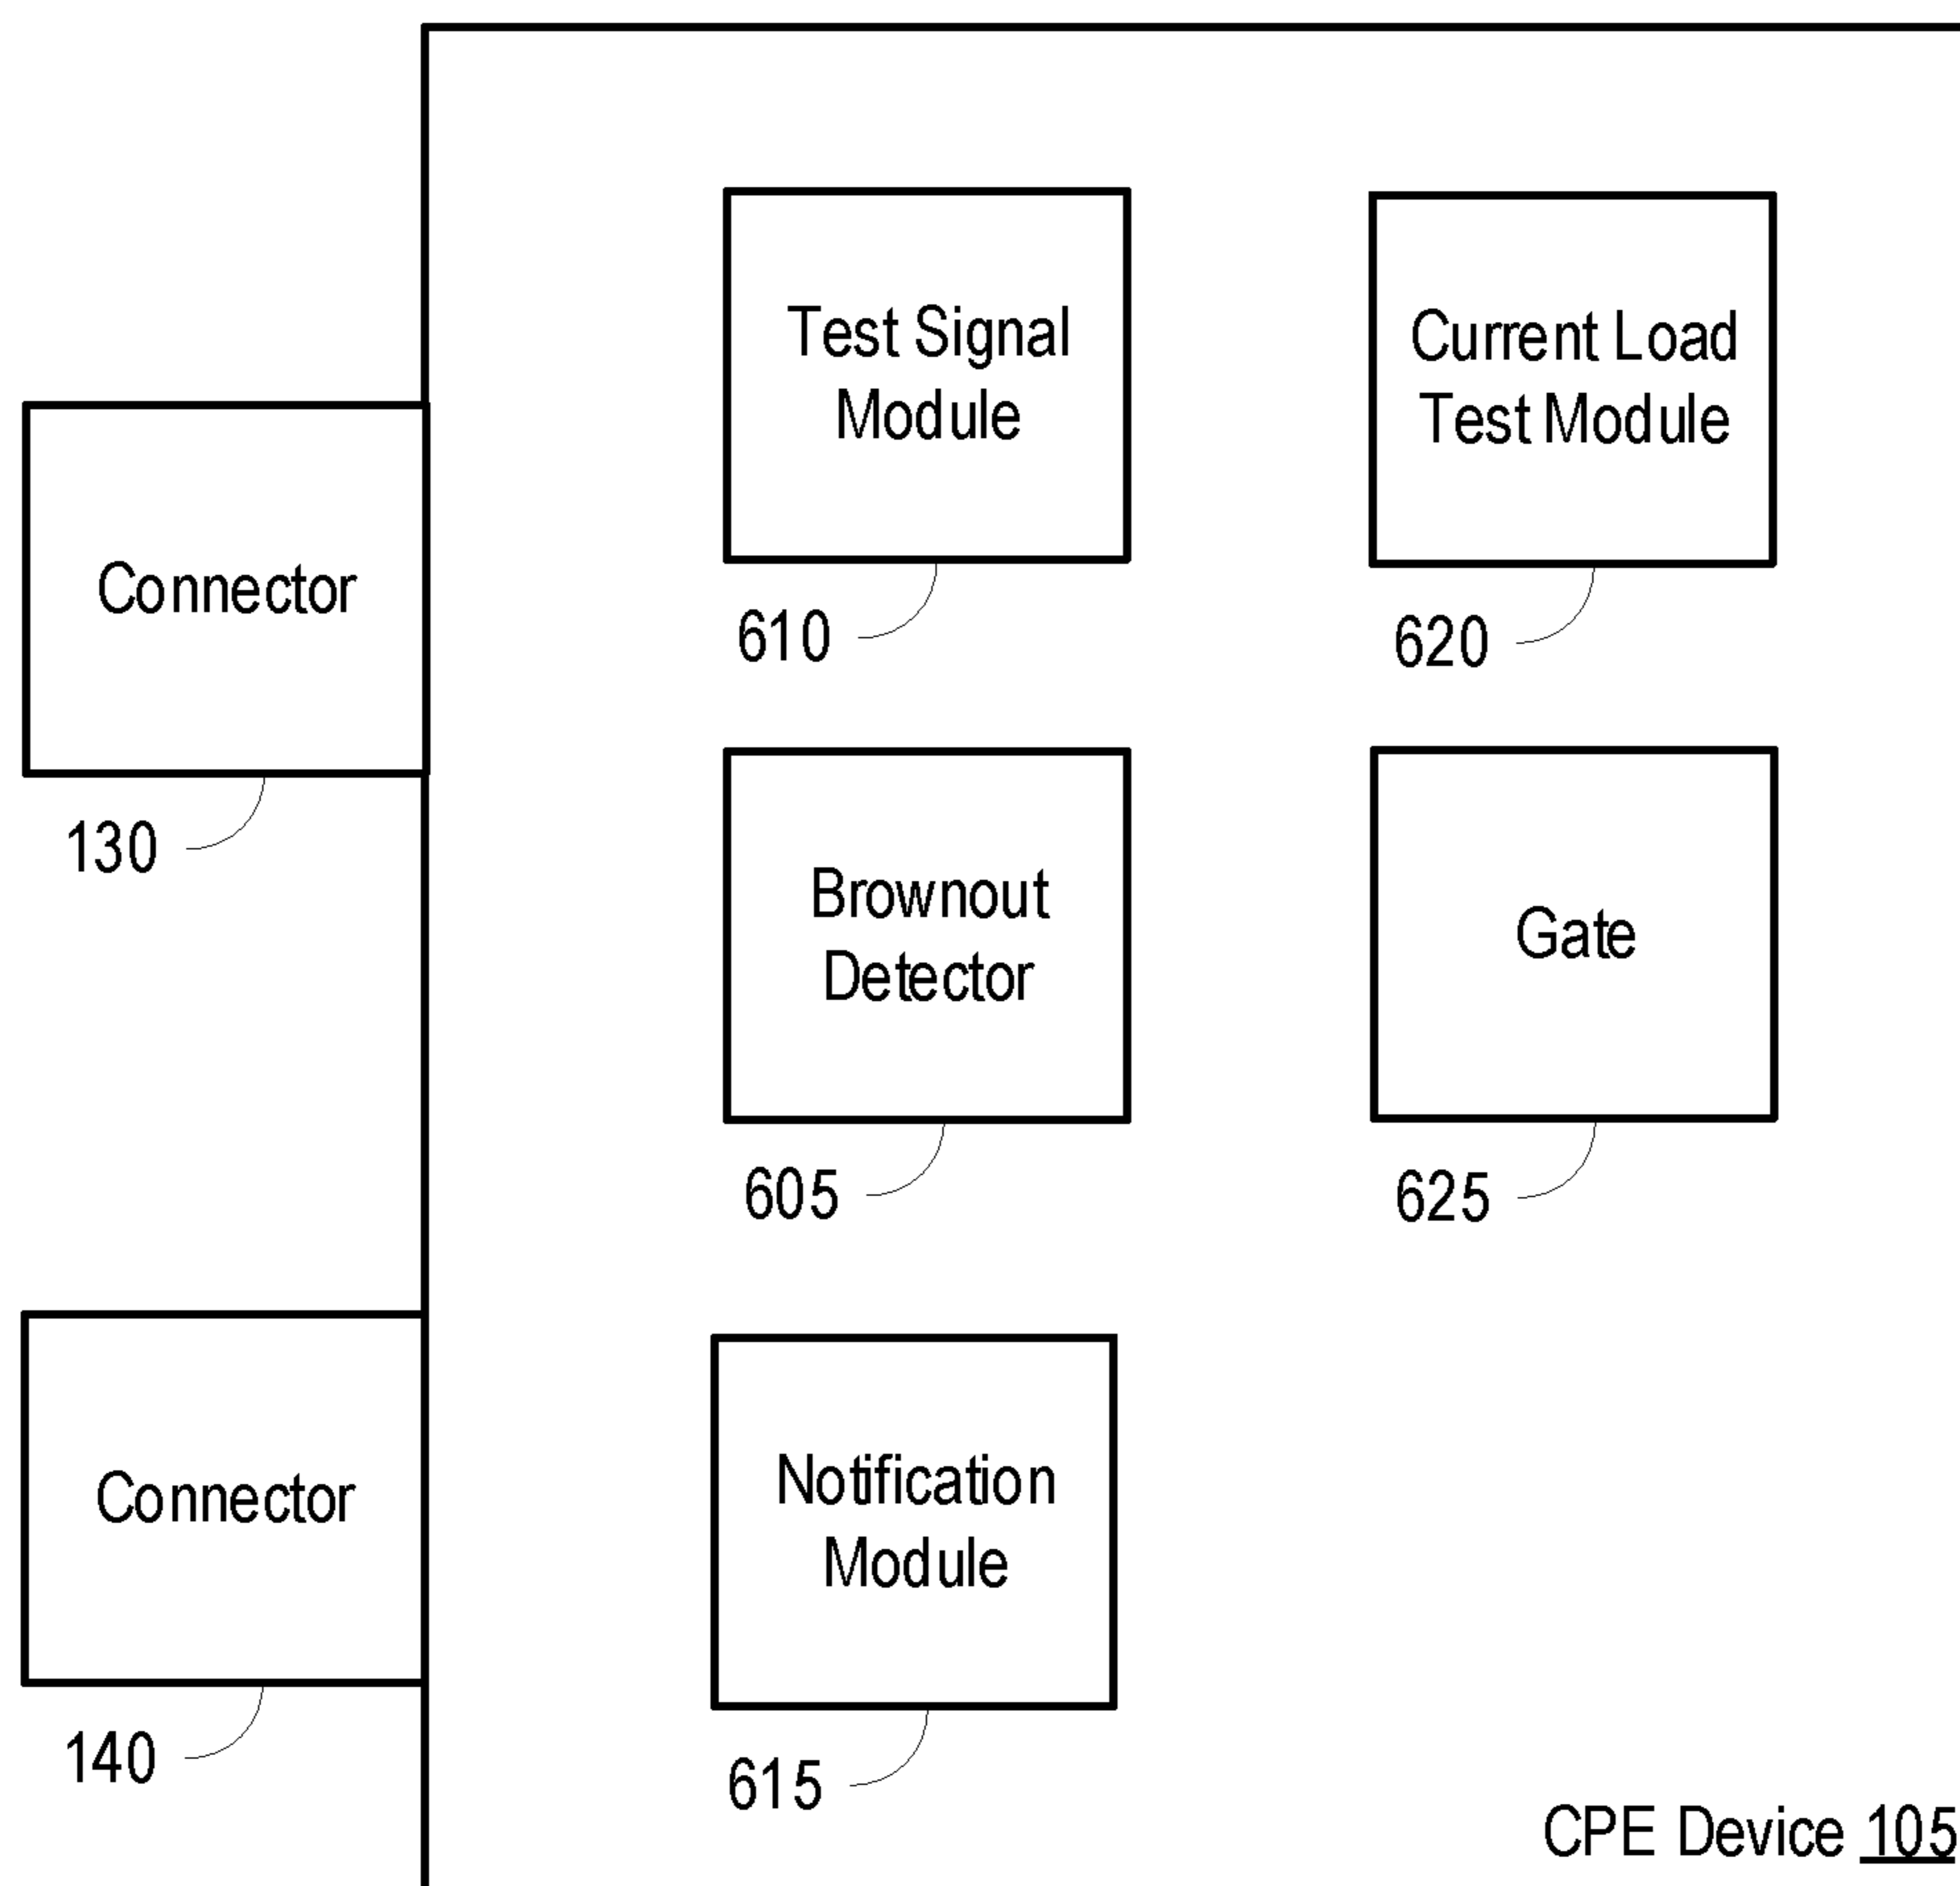 Test Signal
Module
610
Current Load
Test Module
620
Connector
130
Brownout
Detector
605
Gate
625
Connector
140
Notification
Module
615
CPE Device 105